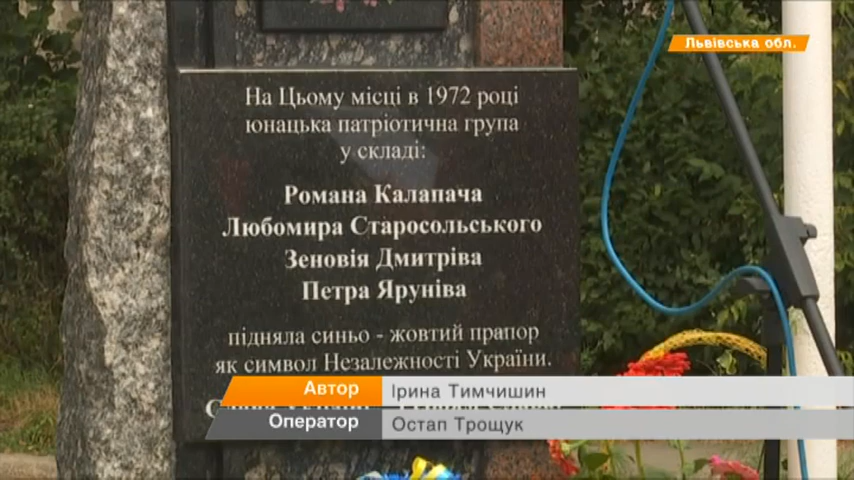 Львівська обл.
На Цьому місці в 1972 році
юнацька патріотична група
у складі:
Романа Калапача
Любомира Старосольського
Зеновія Дмитріва
Петра Яруніва
підняла синьо - жовтий прапор
як символ Незалежності України.
Автор Ірина Тимчишин
Оператор Остап Трощук